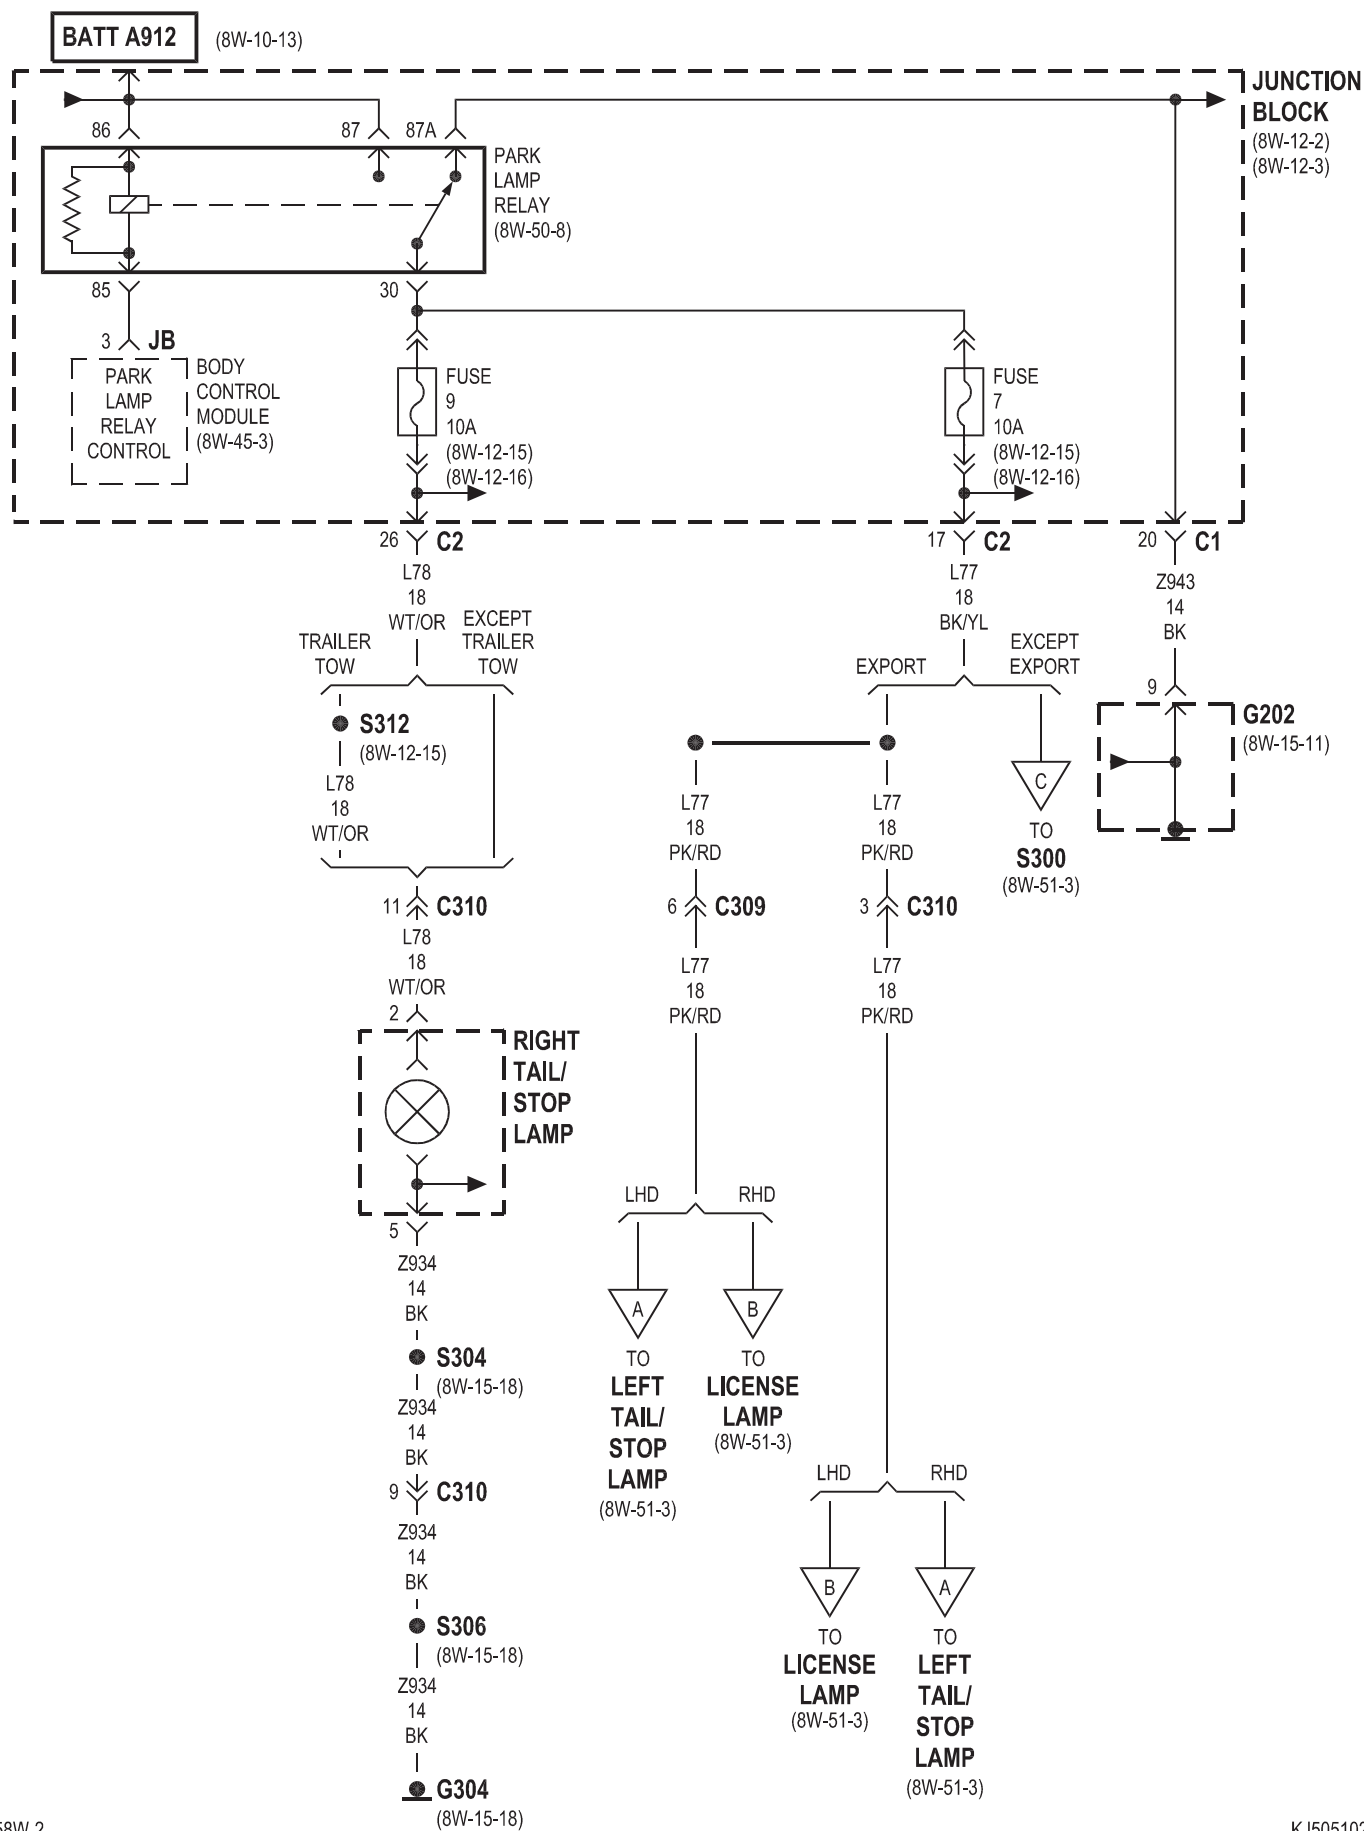 BATT A912 (8W-10-13)
JUNCTION
BLOCK
(8W-12-2)
(8W-12-3)
86
87
87A
PARK
LAMP
RELAY
(8W-50-8)
85
30
3 JB
PARK
LAMP
RELAY
CONTROL
BODY
CONTROL
MODULE
(8W-45-3)
FUSE
9
10A
(8W-12-15)
(8W-12-16)
FUSE
7
10A
(8W-12-15)
(8W-12-16)
26 C2
17 C2
20 C1
L78
18
WT/OR
L77
18
BK/YL
Z943
14
BK
TRAILER
TOW
EXCEPT
TRAILER
TOW
EXPORT
EXCEPT
EXPORT
9
G202
(8W-15-11)
S312
(8W-12-15)
L78
18
WT/OR
L77
18
PK/RD
L77
18
PK/RD
C
TO
S300
(8W-51-3)
11 C310
6 C309
3 C310
L78
18
WT/OR
L77
18
PK/RD
L77
18
PK/RD
2
RIGHT
TAIL/
STOP
LAMP
5
LHD
RHD
Z934
14
BK
A
B
S304
(8W-15-18)
TO
LEFT
TAIL/
STOP
LAMP
(8W-51-3)
TO
LICENSE
LAMP
(8W-51-3)
Z934
14
BK
9 C310
LHD
RHD
Z934
14
BK
B
A
S306
(8W-15-18)
TO
LICENSE
LAMP
(8W-51-3)
TO
LEFT
TAIL/
STOP
LAMP
(8W-51-3)
Z934
14
BK
G304
(8W-15-18)